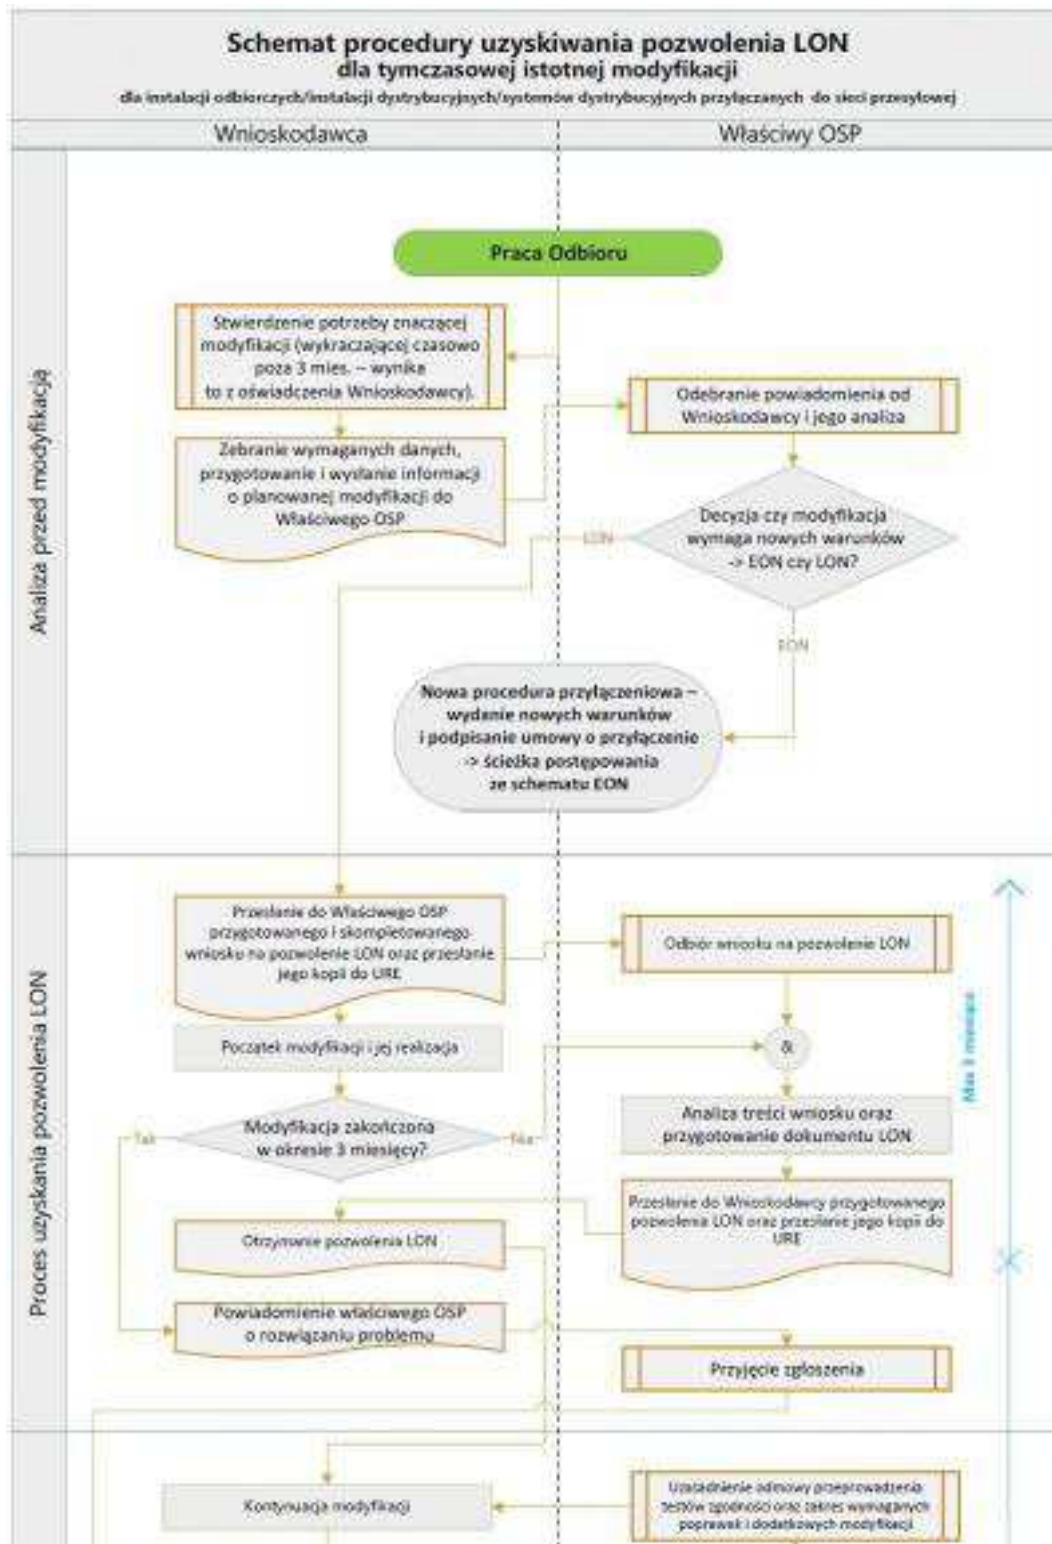 Schemat procedury uzyskiwania pozwolenia LON
dla tymczasowej istotnej modyfikacji
dla instalacji odbiorczych/instalacji dystrybucyjnych/systemów dystrybucyjnych przyłączanych do sieci przesyłowej
Wnioskodawca
Właściwy OSP
Analiza przed modyfikacją
Praca Odbioru
Stwierdzenie potrzeby znaczącej
modyfikacji (wykraczającej czasowo
poza 3 mies. – wynika
to z oświadczenia Wnioskodawcy).
Odebranie powiadomienia od
Wnioskodawcy i jego analiza
Zebranie wymaganych danych,
przygotowanie i wysłanie informacji
o planowanej modyfikacji do
Właściwego OSP
Decyzja czy modyfikacja
wymaga nowych warunków
-> EON czy LON?
LON
EON
Nowa procedura przyłączeniowa –
wydanie nowych warunków
i podpisanie umowy o przyłączenie
-> ścieżka postępowania
ze schematu EON
Proces uzyskania pozwolenia LON
Przesłanie do Właściwego OSP
przygotowanego i skompletowanego
wniosku na pozwolenie LON oraz przesłanie
jego kopii do URE
Odbiór wniosku na pozwolenie LON
Początek modyfikacji i jej realizacja
&
Max 3 miesiące
Modyfikacja zakończona
w okresie 3 miesięcy?
Tak
Nie
Analiza treści wniosku oraz
przygotowanie dokumentu LON
Przesłanie do Wnioskodawcy przygotowanego
pozwolenia LON oraz przesłanie jego kopii do
URE
Otrzymanie pozwolenia LON
Powiadomienie właściwego OSP
o rozwiązaniu problemu
Przyjęcie zgłoszenia
Kontynuacja modyfikacji
Uzasadnienie odmowy przeprowadzenia
testów zgodności oraz zakres wymaganych
poprawek i dodatkowych modyfikacji